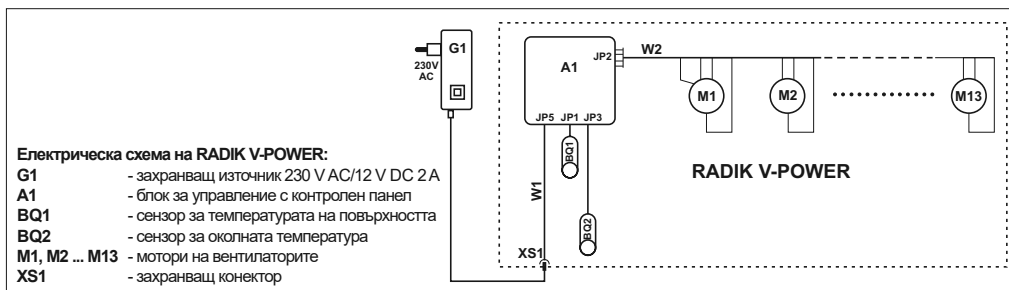 G1
230V
AC
A1
JP2
W2
M1
M2
M13
JP5 JP1 JP3
BQ1
W1
BQ2
XS1
RADIK V-POWER
Електрическа схема на RADIK V-POWER:
G1 - захранващ източник 230 V AC/12 V DC 2 A
A1 - блок за управление с контролен панел
BQ1 - сензор за температурата на повърхността
BQ2 - сензор за околната температура
M1, M2 ... M13 - мотори на вентилаторите
XS1 - захранващ конектор